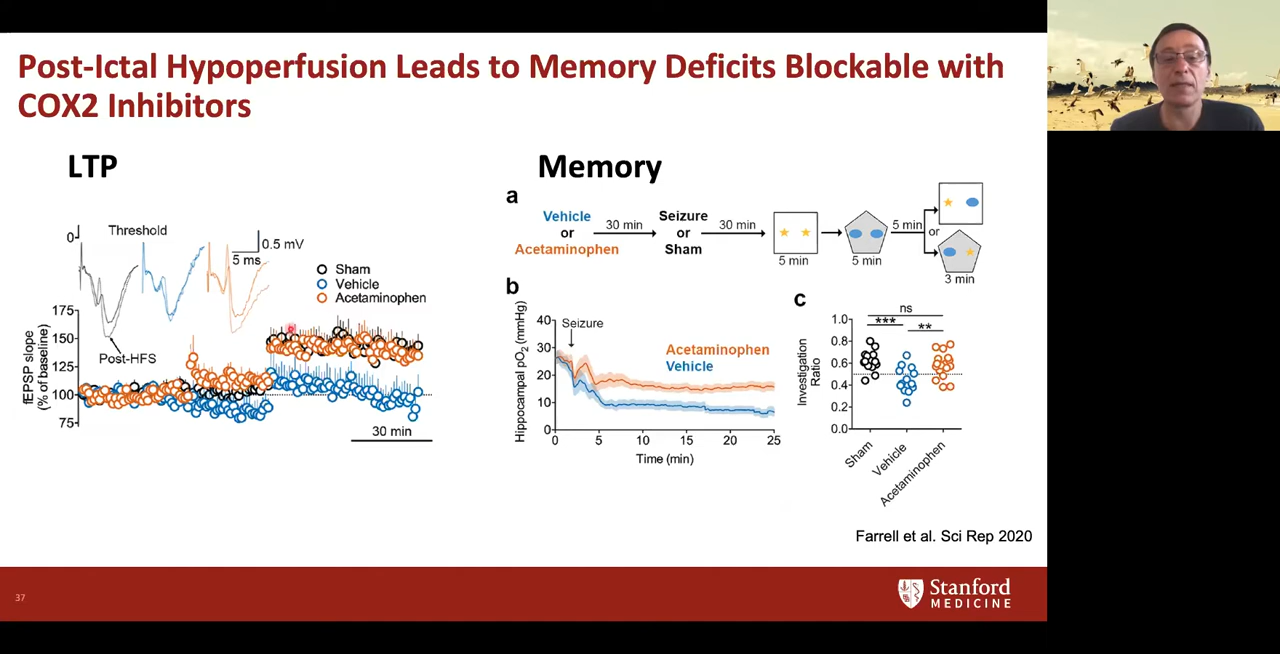 Post-Ictal Hypoperfusion Leads to Memory Deficits Blockable with
COX2 Inhibitors
LTP
Memory
0
Threshold
0.5 mV
5 ms
Sham
Vehicle
Acetaminophen
Post-HFS
fEPSP slope
(% of baseline)
175
150
125
100
75
30 min
a
Vehicle
or
Acetaminophen
30 min
Seizure
or
Sham
30 min
5 min
5 min
5 min
or
3 min
b
Hippocampal pO2 (mmHg)
40
30
20
10
0
Seizure
Acetaminophen
Vehicle
0 5 10 15 20 25
Time (min)
c
Investigation
Ratio
1.0
0.8
0.6
0.4
0.2
0.0
ns
***
**
Sham
Vehicle
Acetaminophen
Farrell et al. Sci Rep 2020
37
Stanford
MEDICINE